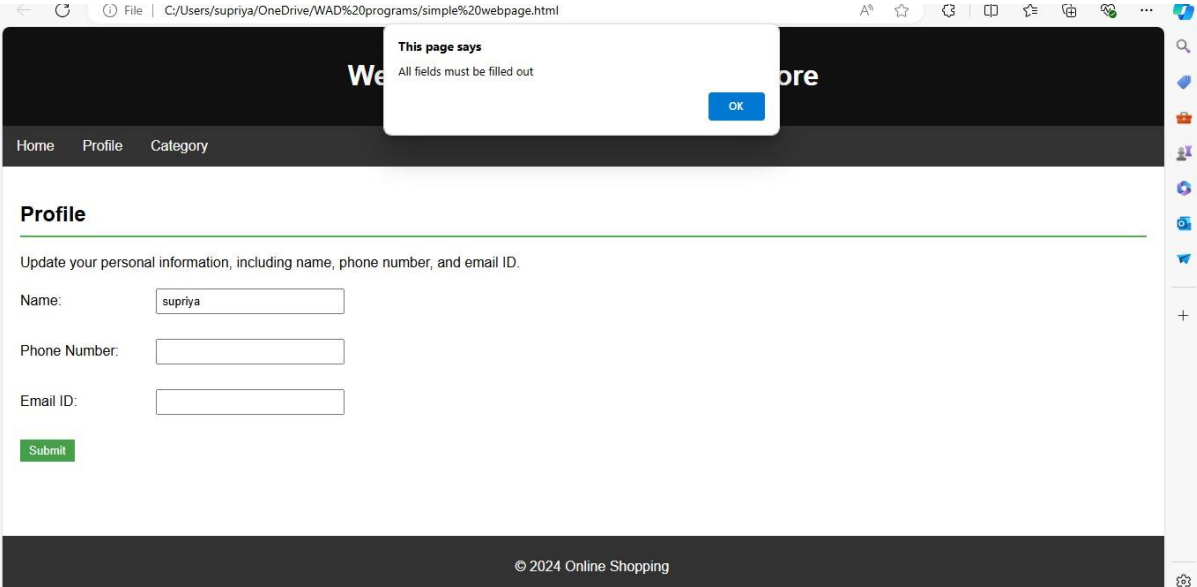 File | C:/Users/supriya/OneDrive/WAD%20programs/simple%20webpage.html
This page says
All fields must be filled out
OK
Home Profile Category
Profile
Update your personal information, including name, phone number, and email ID.
Name: supriya
Phone Number:
Email ID:
Submit
© 2024 Online Shopping